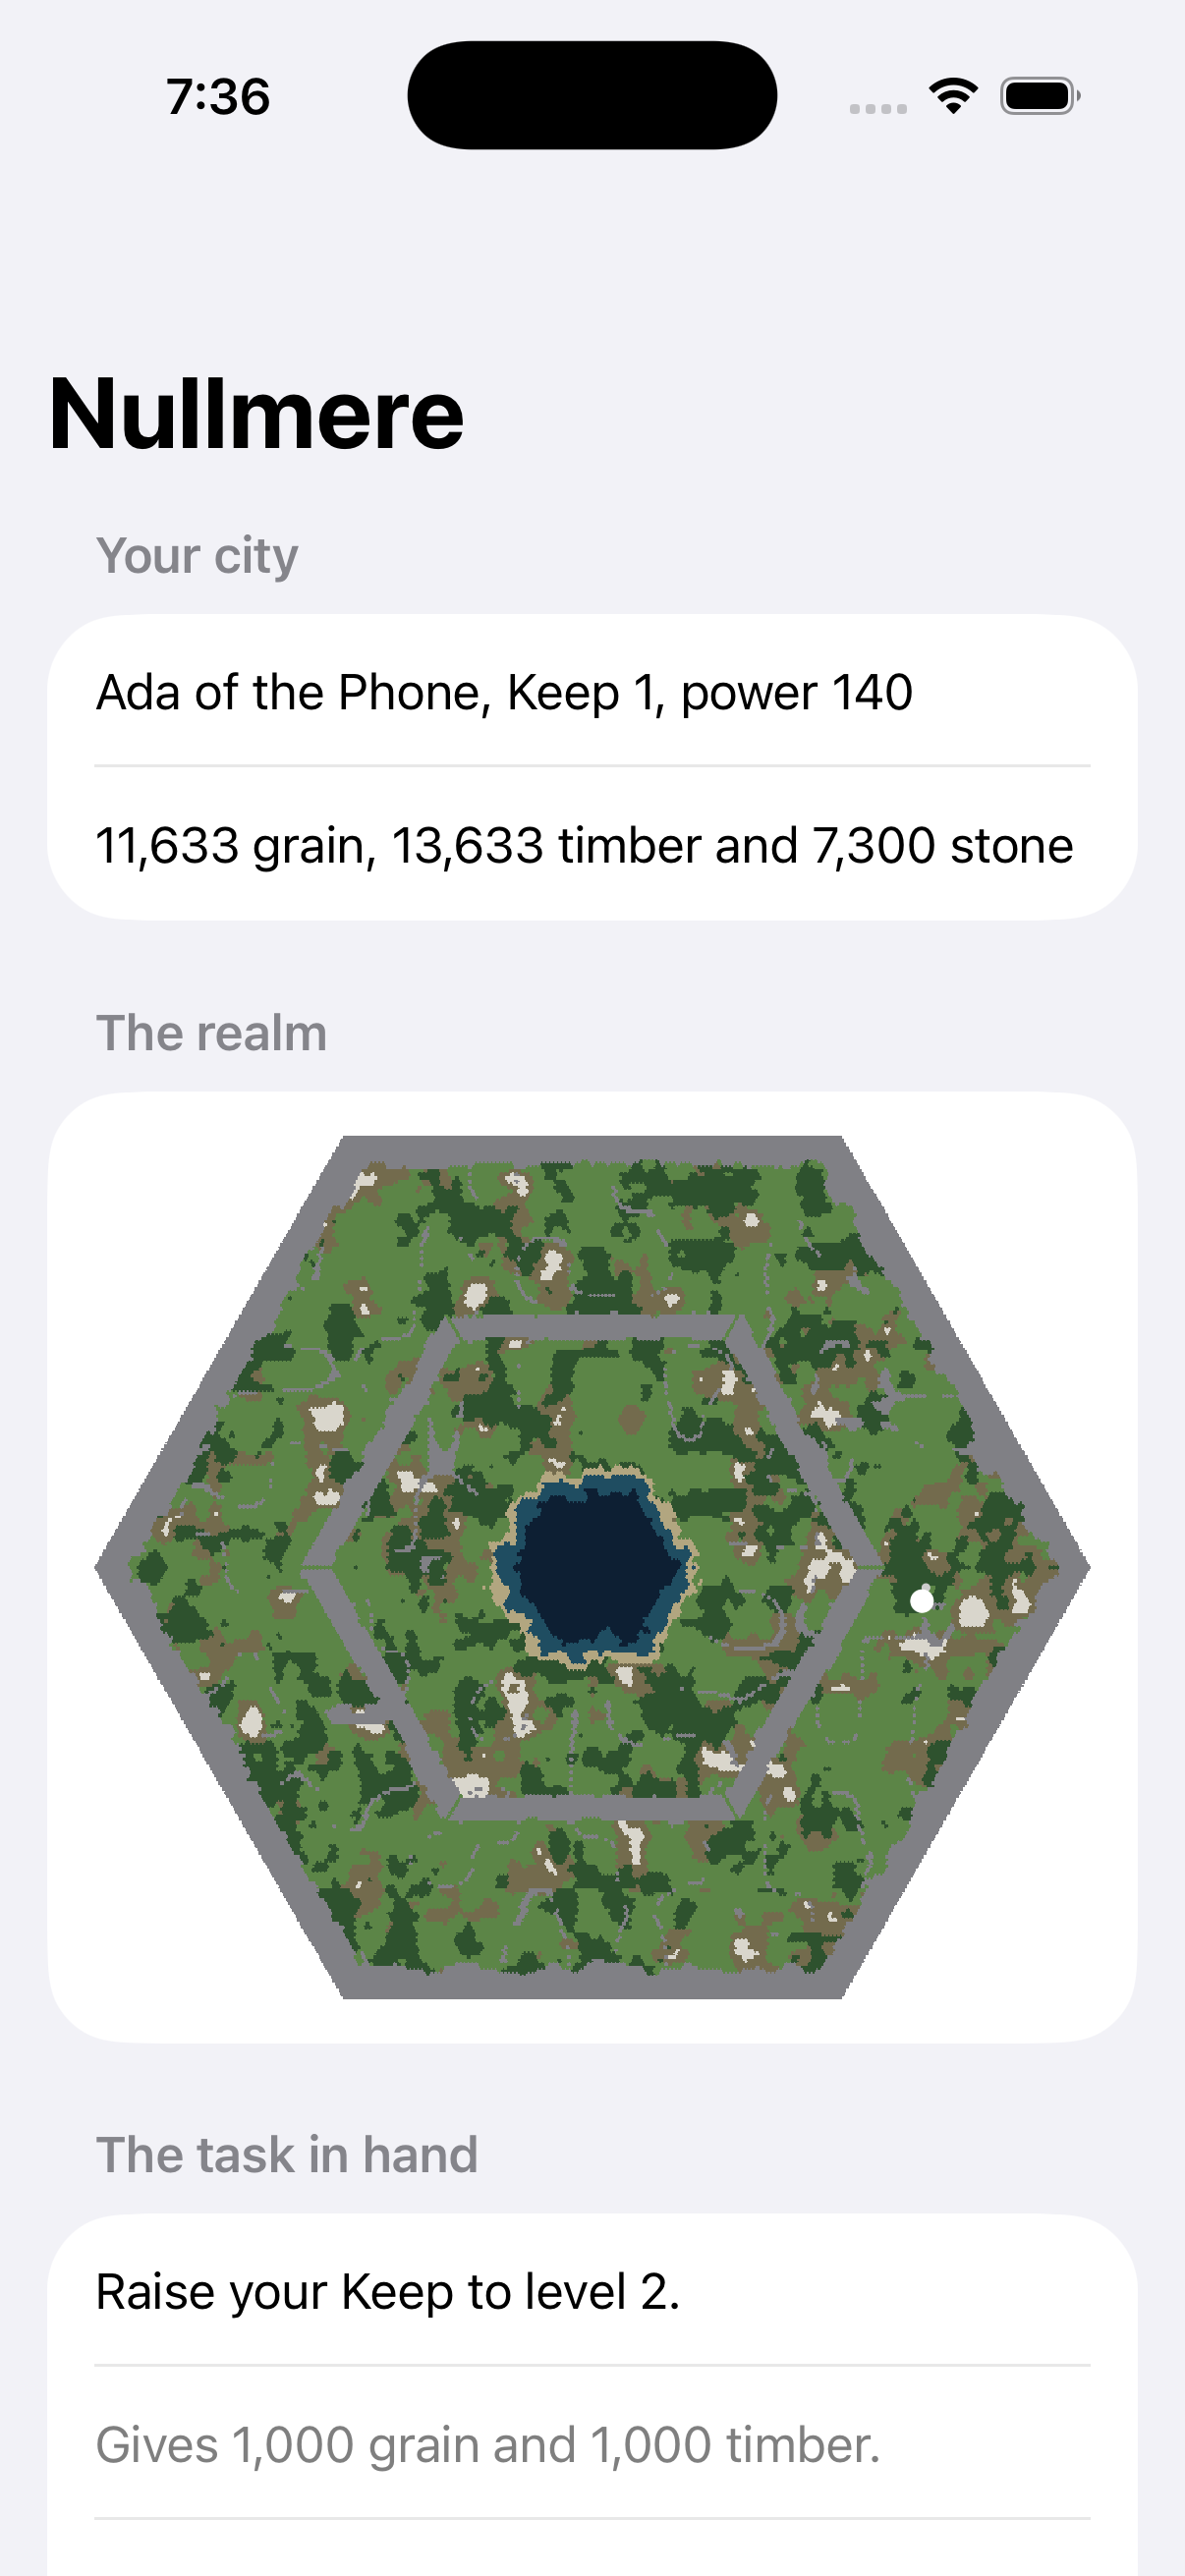 7:36
Nullmere
Your city
Ada of the Phone, Keep 1, power 140
11,633 grain, 13,633 timber and 7,300 stone
The realm
The task in hand
Raise your Keep to level 2.
Gives 1,000 grain and 1,000 timber.